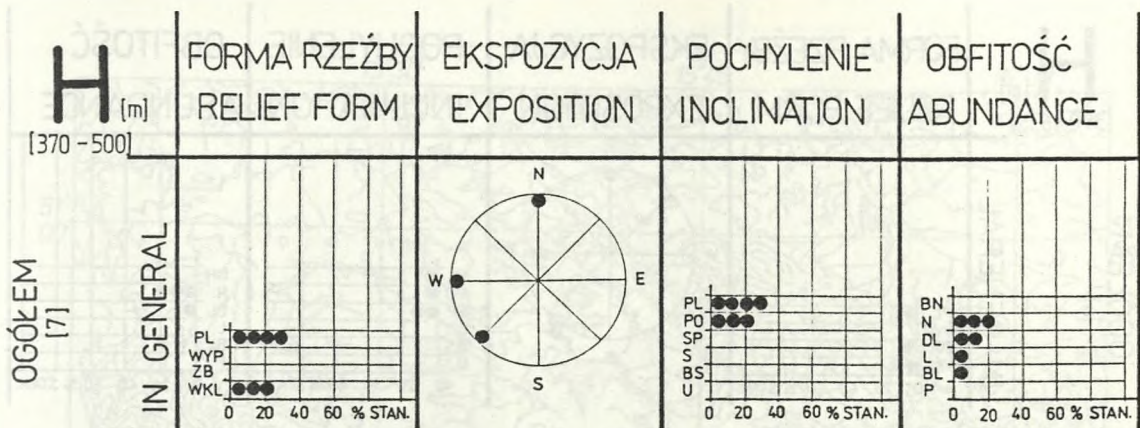 H [m]
[370 - 500]
FORMA RZEŹBY
RELIEF FORM
EKSPOZYCJA
EXPOSITION
POCHYLENIE
INCLINATION
OBFITOŚĆ
ABUNDANCE
OGÓŁEM
[7]
IN GENERAL
PL
WYP
ZB
WKL
0 20 40 60 % STAN.
N
W
E
S
PL
PO
SP
S
BS
U
0 20 40 60 % STAN.
BN
N
DL
L
BL
P
0 20 40 60 % STAN.